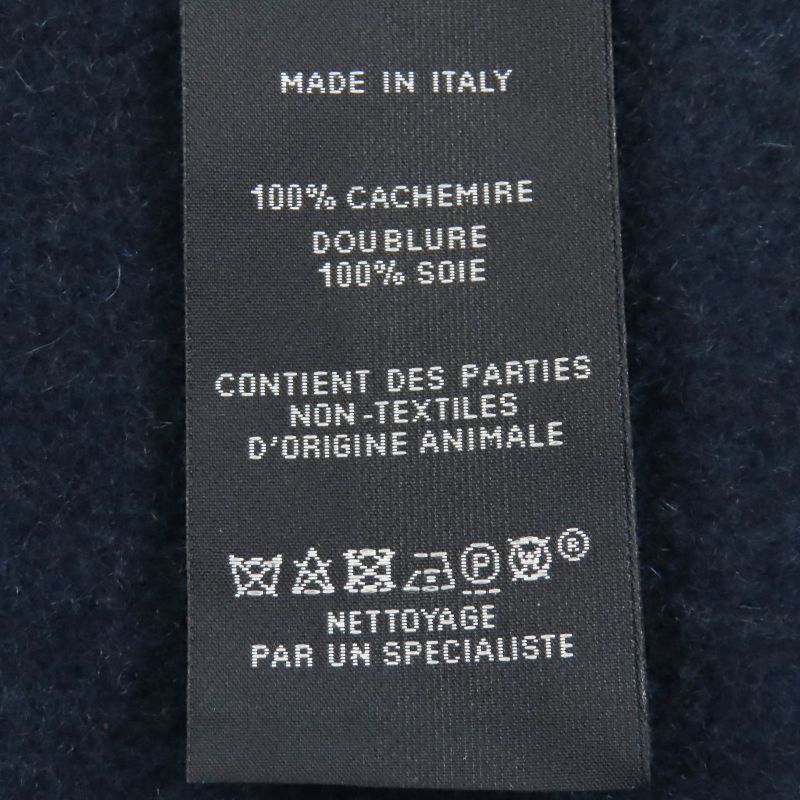 MADE IN ITALY
100% CACHEMIRE
DOUBLURE
100% SOIE
CONTIENT DES PARTIES
NON-TEXTILES
D'ORIGINE ANIMALE
P W ®
NETTOYAGE
PAR UN SPECIALISTE